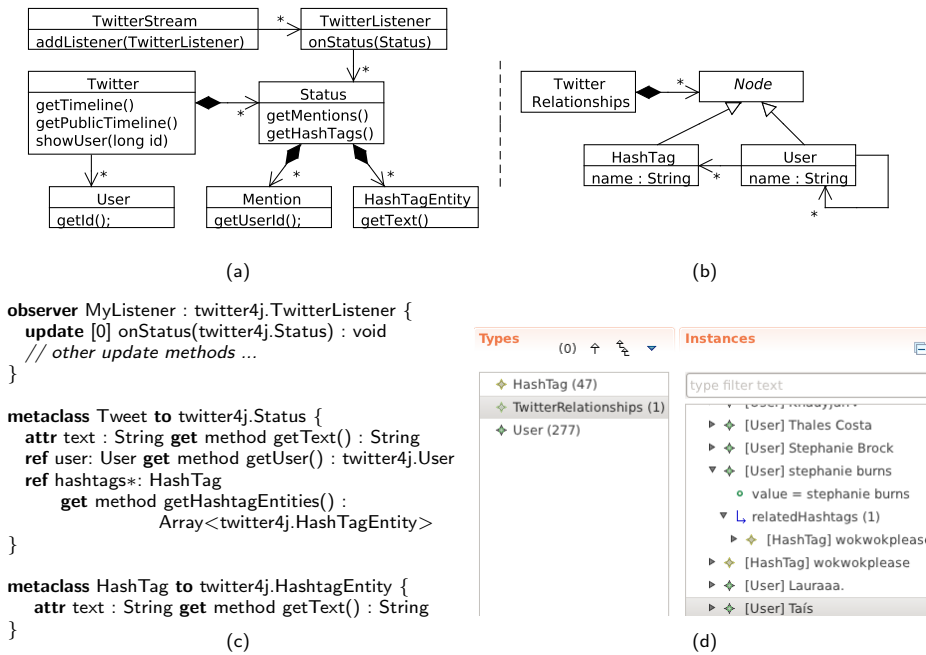 TwitterStream
addListener(TwitterListener)
*
TwitterListener
onStatus(Status)
*
Twitter
getTimeline()
getPublicTimeline()
showUser(long id)
*
Status
getMentions()
getHashTags()
*
*
*
User
getId();
Mention
getUserId();
HashTagEntity
getText()
(a)
Twitter
Relationships
*
Node
HashTag
name : String
*
User
name : String
*
(b)
observer MyListener : twitter4j.TwitterListener {
update [0] onStatus(twitter4j.Status) : void
// other update methods ...
}
metaclass Tweet to twitter4j.Status {
attr text : String get method getText() : String
ref user: User get method getUser() : twitter4j.User
ref hashtags*: HashTag
get method getHashtagEntities() :
Array<twitter4j.HashTagEntity>
}
metaclass HashTag to twitter4j.HashtagEntity {
attr text : String get method getText() : String
}
(c)
Types
(0)
HashTag (47)
TwitterRelationships (1)
User (277)
Instances
type filter text
[User] Thales Costa
[User] Stephanie Brock
[User] stephanie burns
value = stephanie burns
relatedHashtags (1)
[HashTag] wokwokplease
[HashTag] wokwokplease
[User] Lauraaa.
[User] Taís
(d)